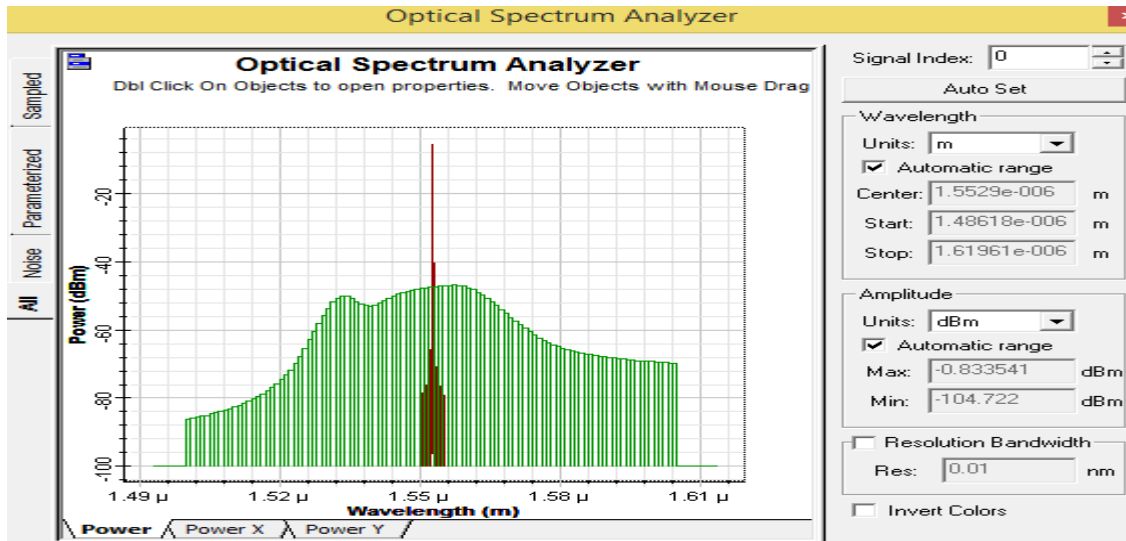 Optical Spectrum Analyzer
Sampled
Parameterized
Noise
All
Optical Spectrum Analyzer
Dbl Click On Objects to open properties. Move Objects with Mouse Drag
Power (dBm)
-20
-40
-60
-80
-100
1.49 µ
1.52 µ
1.55 µ
1.58 µ
1.61 µ
Wavelength (m)
Power
Power X
Power Y
Signal Index: 0
Auto Set
Wavelength
Units: m
Automatic range
Center: 1.5529e-006 m
Start: 1.48618e-006 m
Stop: 1.61961e-006 m
Amplitude
Units: dBm
Automatic range
Max: -0.833541 dBm
Min: -104.722 dBm
Resolution Bandwidth
Res: 0.01 nm
Invert Colors